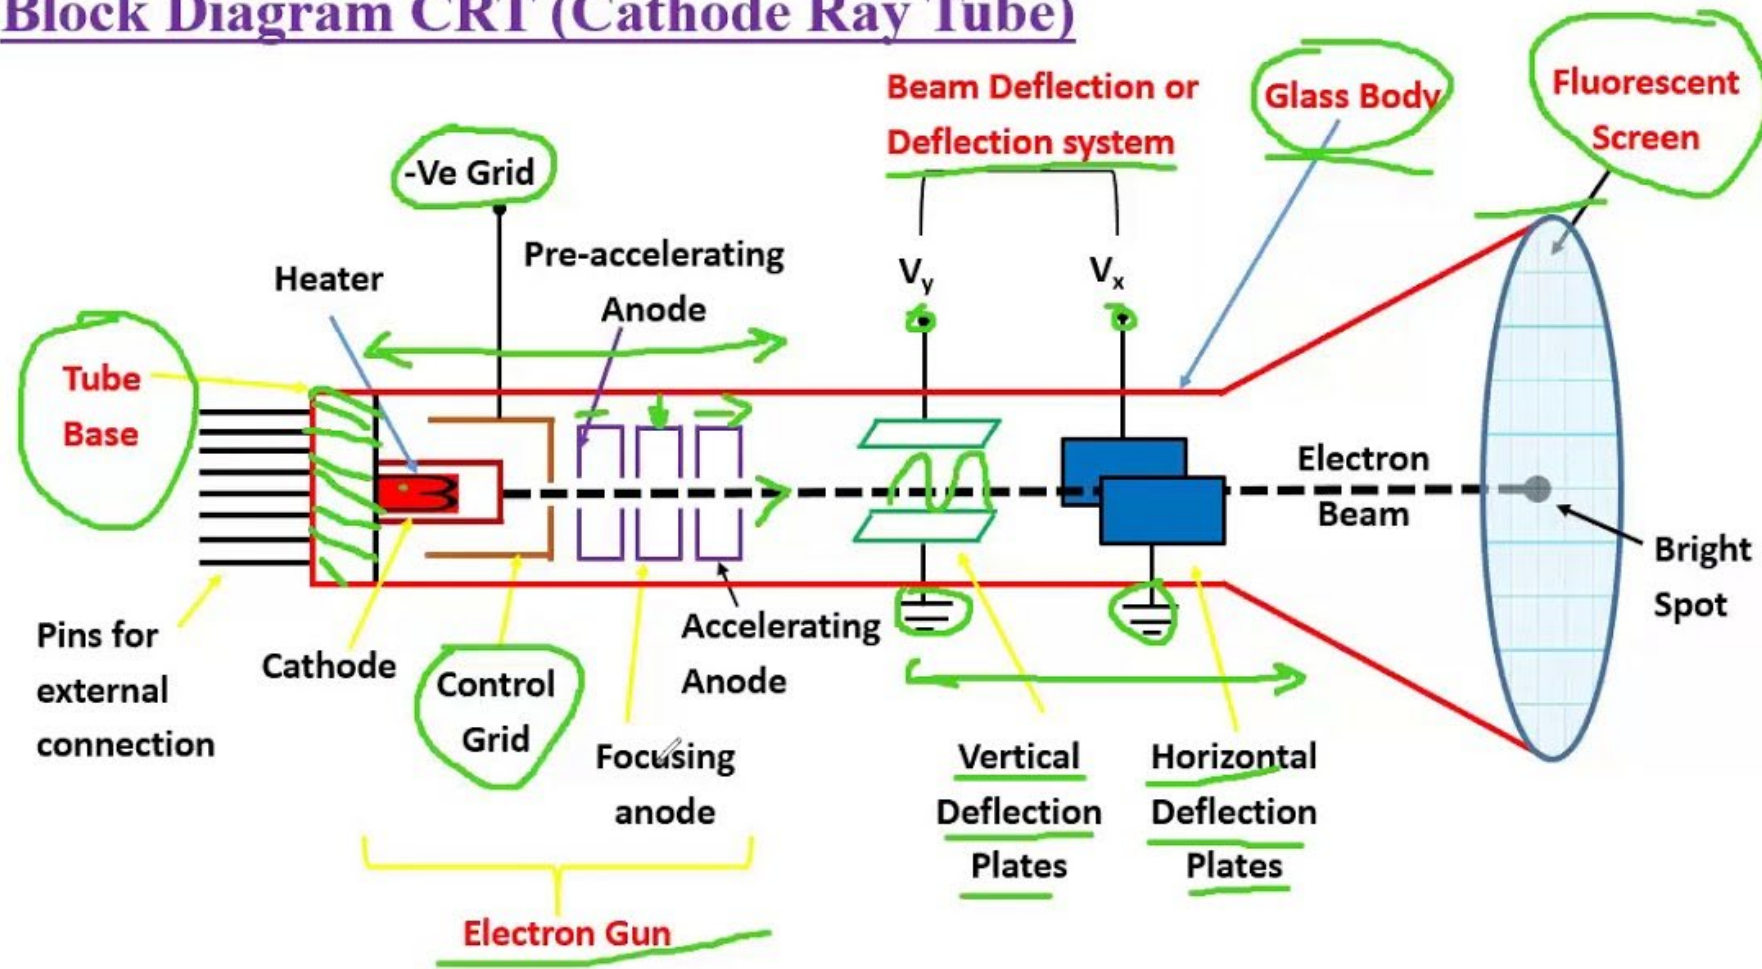 Block Diagram CRT (Cathode Ray Tube)
Beam Deflection or
Deflection system
Glass Body
Fluorescent
Screen
-Ve Grid
Pre-accelerating
Anode
Heater
Vy
Vx
Tube
Base
Electron
Beam
Bright
Spot
Pins for
external
connection
Cathode
Control
Grid
Accelerating
Anode
Focusing
anode
Vertical
Deflection
Plates
Horizontal
Deflection
Plates
Electron Gun